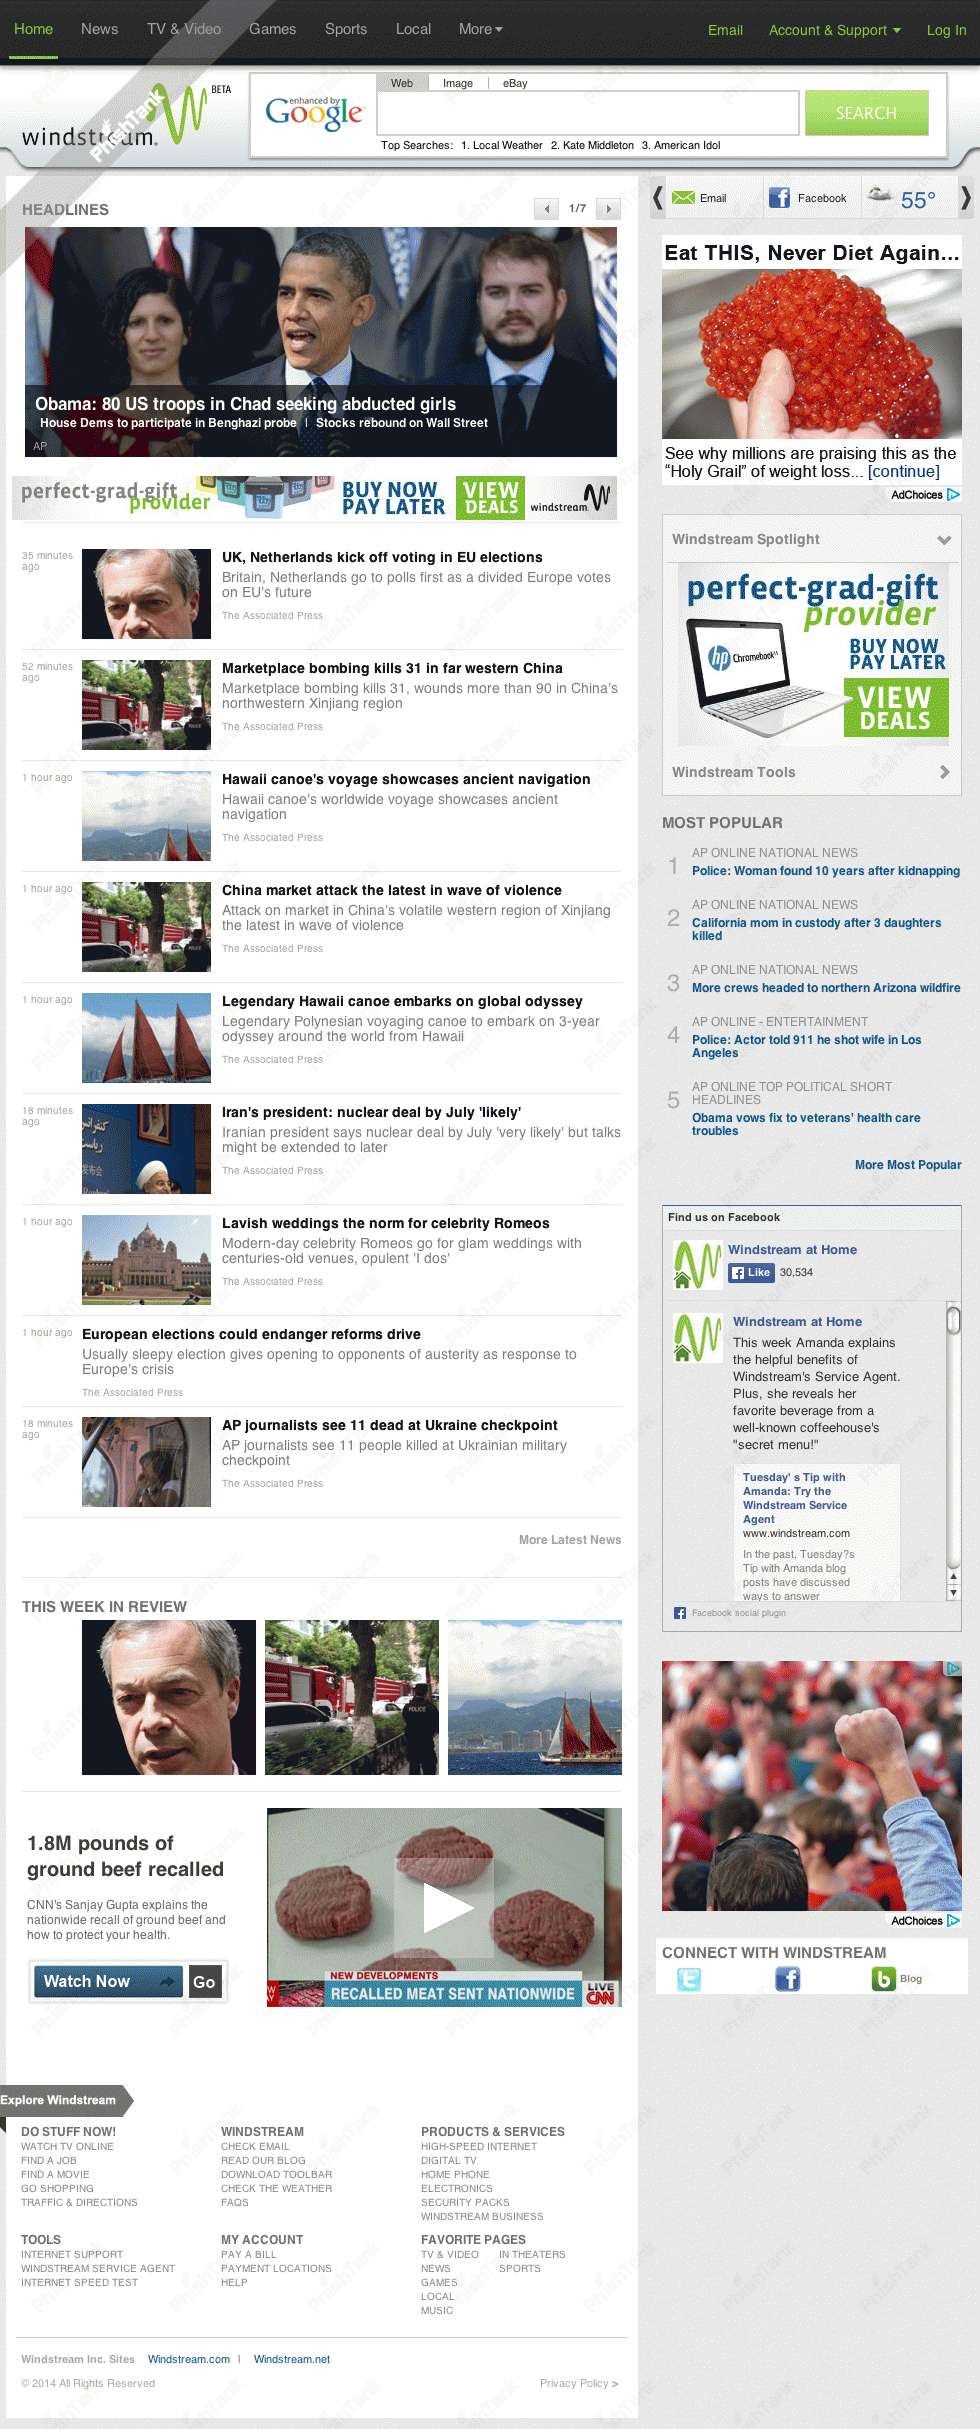 Home News TV & Video Games Sports Local More Email Account & Support Log In
PhishTank
windstream. BETA
Web Image eBay
enhanced by Google SEARCH
Top Searches: 1. Local Weather 2. Kate Middleton 3. American Idol
HEADLINES 1/7
Obama: 80 US troops in Chad seeking abducted girls
House Dems to participate in Benghazi probe | Stocks rebound on Wall Street
AP
perfect-grad-gift
provider
BUY NOW
PAY LATER
VIEW
DEALS
windstream.
35 minutes
ago
UK, Netherlands kick off voting in EU elections
Britain, Netherlands go to polls first as a divided Europe votes
on EU's future
The Associated Press
52 minutes
ago
Marketplace bombing kills 31 in far western China
Marketplace bombing kills 31, wounds more than 90 in China's
northwestern Xinjiang region
The Associated Press
1 hour ago
Hawaii canoe's voyage showcases ancient navigation
Hawaii canoe's worldwide voyage showcases ancient
navigation
The Associated Press
1 hour ago
China market attack the latest in wave of violence
Attack on market in China's volatile western region of Xinjiang
the latest in wave of violence
The Associated Press
1 hour ago
Legendary Hawaii canoe embarks on global odyssey
Legendary Polynesian voyaging canoe to embark on 3-year
odyssey around the world from Hawaii
The Associated Press
18 minutes
ago
Iran's president: nuclear deal by July 'likely'
Iranian president says nuclear deal by July 'very likely' but talks
might be extended to later
The Associated Press
1 hour ago
Lavish weddings the norm for celebrity Romeos
Modern-day celebrity Romeos go for glam weddings with
centuries-old venues, opulent 'I dos'
The Associated Press
1 hour ago
European elections could endanger reforms drive
Usually sleepy election gives opening to opponents of austerity as response to
Europe's crisis
The Associated Press
18 minutes
ago
AP journalists see 11 dead at Ukraine checkpoint
AP journalists see 11 people killed at Ukrainian military
checkpoint
The Associated Press
More Latest News
THIS WEEK IN REVIEW
POLICE
1.8M pounds of
ground beef recalled
CNN's Sanjay Gupta explains the
nationwide recall of ground beef and
how to protect your health.
Watch Now Go
NEW DEVELOPMENTS
RECALLED MEAT SENT NATIONWIDE
LIVE
CNN
Email Facebook 55°
Eat THIS, Never Diet Again...
See why millions are praising this as the
“Holy Grail” of weight loss... [continue]
AdChoices
Windstream Spotlight
perfect-grad-gift
provider
hp Chromebook
BUY NOW
PAY LATER
VIEW
DEALS
Windstream Tools
MOST POPULAR
1 AP ONLINE NATIONAL NEWS
Police: Woman found 10 years after kidnapping
2 AP ONLINE NATIONAL NEWS
California mom in custody after 3 daughters
killed
3 AP ONLINE NATIONAL NEWS
More crews headed to northern Arizona wildfire
4 AP ONLINE - ENTERTAINMENT
Police: Actor told 911 he shot wife in Los
Angeles
5 AP ONLINE TOP POLITICAL SHORT
HEADLINES
Obama vows fix to veterans' health care
troubles
More Most Popular
Find us on Facebook
Windstream at Home
Like 30,534
Windstream at Home
This week Amanda explains
the helpful benefits of
Windstream's Service Agent.
Plus, she reveals her
favorite beverage from a
well-known coffeehouse's
"secret menu!"
Tuesday' s Tip with
Amanda: Try the
Windstream Service
Agent
www.windstream.com
In the past, Tuesday?s
Tip with Amanda blog
posts have discussed
ways to answer
Facebook social plugin
AdChoices
CONNECT WITH WINDSTREAM
Blog
Explore Windstream
DO STUFF NOW!
WATCH TV ONLINE
FIND A JOB
FIND A MOVIE
GO SHOPPING
TRAFFIC & DIRECTIONS
WINDSTREAM
CHECK EMAIL
READ OUR BLOG
DOWNLOAD TOOLBAR
CHECK THE WEATHER
FAQS
PRODUCTS & SERVICES
HIGH-SPEED INTERNET
DIGITAL TV
HOME PHONE
ELECTRONICS
SECURITY PACKS
WINDSTREAM BUSINESS
TOOLS
INTERNET SUPPORT
WINDSTREAM SERVICE AGENT
INTERNET SPEED TEST
MY ACCOUNT
PAY A BILL
PAYMENT LOCATIONS
HELP
FAVORITE PAGES
TV & VIDEO IN THEATERS
NEWS SPORTS
GAMES
LOCAL
MUSIC
Windstream Inc. Sites Windstream.com | Windstream.net
© 2014 All Rights Reserved Privacy Policy >